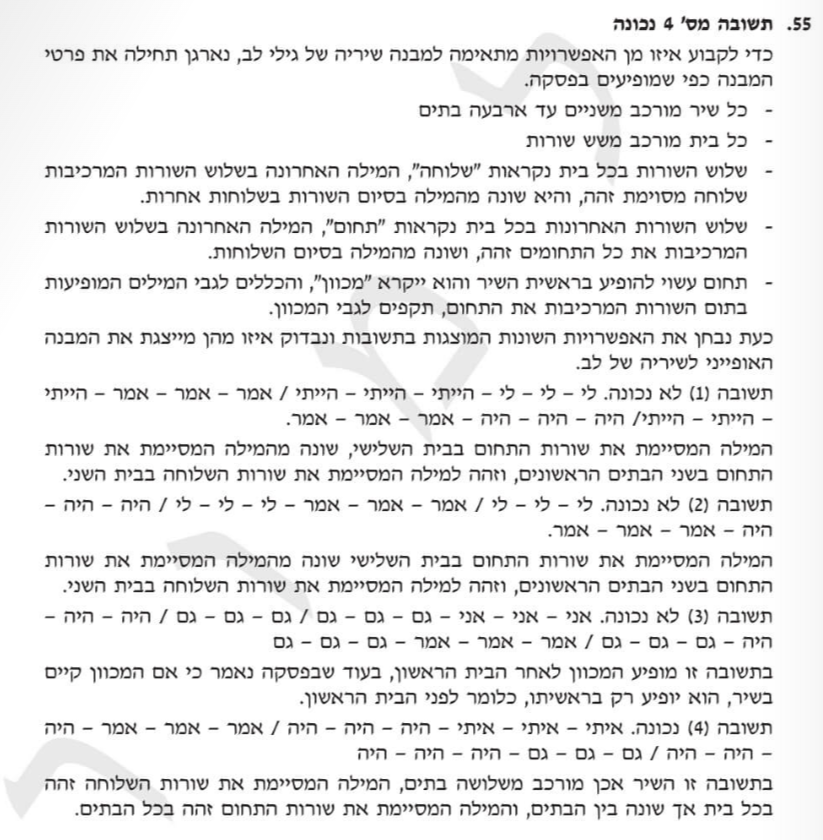 55. תשובה מס' 4 נכונה
כדי לקבוע איזו מן האפשרויות מתאימה למבנה שיריה של גילי לב, נארגן תחילה את פרטי
המבנה כפי שמופיעים בפסקה.
- כל שיר מורכב משניים עד ארבעה בתים
- כל בית מורכב משש שורות
- שלוש השורות בכל בית נקראות "שלוחה", המילה האחרונה בשלוש השורות המרכיבות
שלוחה מסוימת זהה, והיא שונה מהמילה בסיום השורות בשלוחות אחרות.
- שלוש השורות האחרונות בכל בית נקראות "תחום", המילה האחרונה בשלוש השורות
המרכיבות את כל התחומים זהה, ושונה מהמילה בסיום השלוחות.
- תחום עשוי להופיע בראשית השיר והוא ייקרא "מכוון", והכללים לגבי המילים המופיעות
בתום השורות המרכיבות את התחום, תקפים לגבי המכוון.
כעת נבחן את האפשרויות השונות המוצגות בתשובות ונבדוק איזו מהן מייצגת את המבנה
האופייני לשיריה של לב.
תשובה (1) לא נכונה. לי – לי – לי – הייתי – הייתי – הייתי / אמר – אמר – אמר – הייתי
– הייתי – הייתי/ היה – היה – היה – אמר – אמר – אמר.
המילה המסיימת את שורות התחום בבית השלישי, שונה מהמילה המסיימת את שורות
התחום בשני הבתים הראשונים, וזהה למילה המסיימת את שורות השלוחה בבית השני.
תשובה (2) לא נכונה. לי – לי – לי / אמר – אמר – אמר – לי – לי – לי / היה – היה –
היה – אמר – אמר – אמר.
המילה המסיימת את שורות התחום בבית השלישי שונה מהמילה המסיימת את שורות
התחום בשני הבתים הראשונים, וזהה למילה המסיימת את שורות השלוחה בבית השני.
תשובה (3) לא נכונה. אני – אני – אני – גם – גם – גם / גם – גם – גם / היה – היה –
היה – גם – גם – גם / אמר – אמר – אמר – גם – גם – גם
בתשובה זו מופיע המכוון לאחר הבית הראשון, בעוד שבפסקה נאמר כי אם המכוון קיים
בשיר, הוא יופיע רק בראשיתו, כלומר לפני הבית הראשון.
תשובה (4) נכונה. איתי – איתי – איתי – היה – היה – היה / אמר – אמר – אמר – היה
– היה – היה / גם – גם – גם – היה – היה – היה
בתשובה זו השיר אכן מורכב משלושה בתים, המילה המסיימת את שורות השלוחה זהה
בכל בית אך שונה בין הבתים, והמילה המסיימת את שורות התחום זהה בכל הבתים.